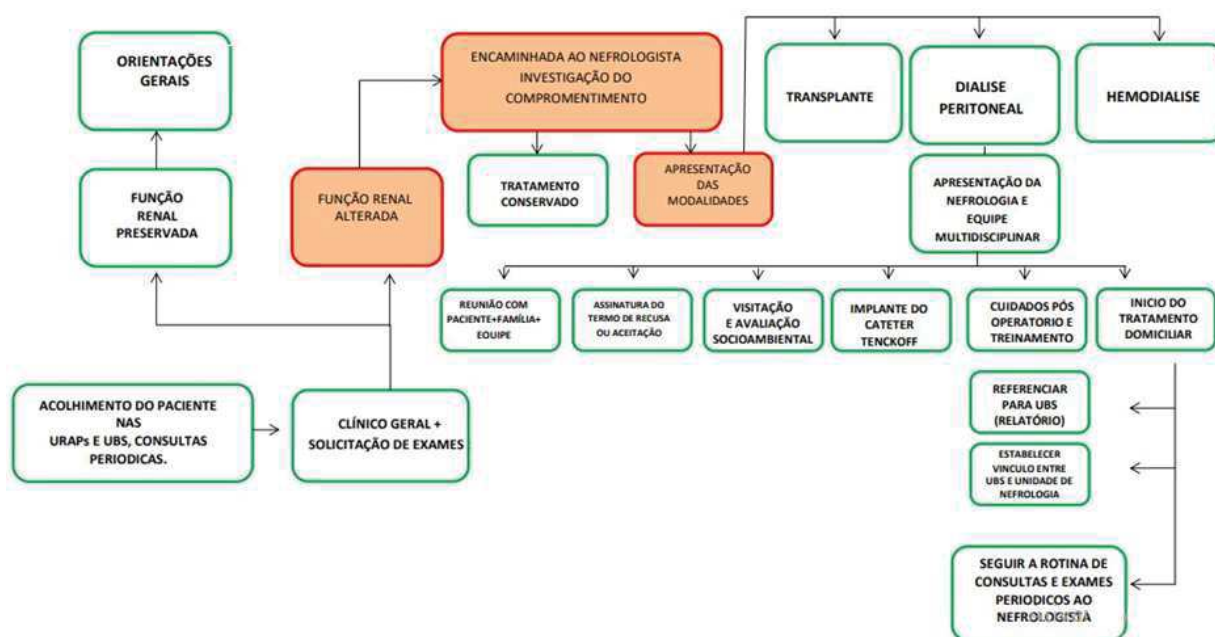 ORIENTAÇÕES
GERAIS
FUNÇÃO
RENAL
PRESERVADA
ENCAMINHADA AO NEFROLOGISTA
INVESTIGAÇÃO DO
COMPROMENTIMENTO
FUNÇÃO RENAL
ALTERADA
TRATAMENTO
CONSERVADO
APRESENTAÇÃO
DAS
MODALIDADES
TRANSPLANTE
DIALISE
PERITONEAL
HEMODIALISE
APRESENTAÇÃO DA
NEFROLOGIA E
EQUIPE
MULTIDISCIPLINAR
REUNIÃO COM
PACIENTE+FAMÍLIA+
EQUIPE
ASSINATURA DO
TERMO DE RECUSA
OU ACEITAÇÃO
VISITAÇÃO
E AVALIAÇÃO
SOCIOAMBIENTAL
IMPLANTE DO
CATETER
TENCKOFF
CUIDADOS PÓS
OPERATORIO E
TREINAMENTO
INICIO DO
TRATAMENTO
DOMICILIAR
ACOLHIMENTO DO PACIENTE
NAS
URAPs E UBS, CONSULTAS
PERIODICAS.
CLÍNICO GERAL +
SOLICITAÇÃO DE EXAMES
REFERENCIAR
PARA UBS
(RELATÓRIO)
ESTABELECER
VINCULO ENTRE
UBS E UNIDADE DE
NEFROLOGIA
SEGUIR A ROTINA DE
CONSULTAS E EXAMES
PERIODICOS AO
NEFROLOGISTA